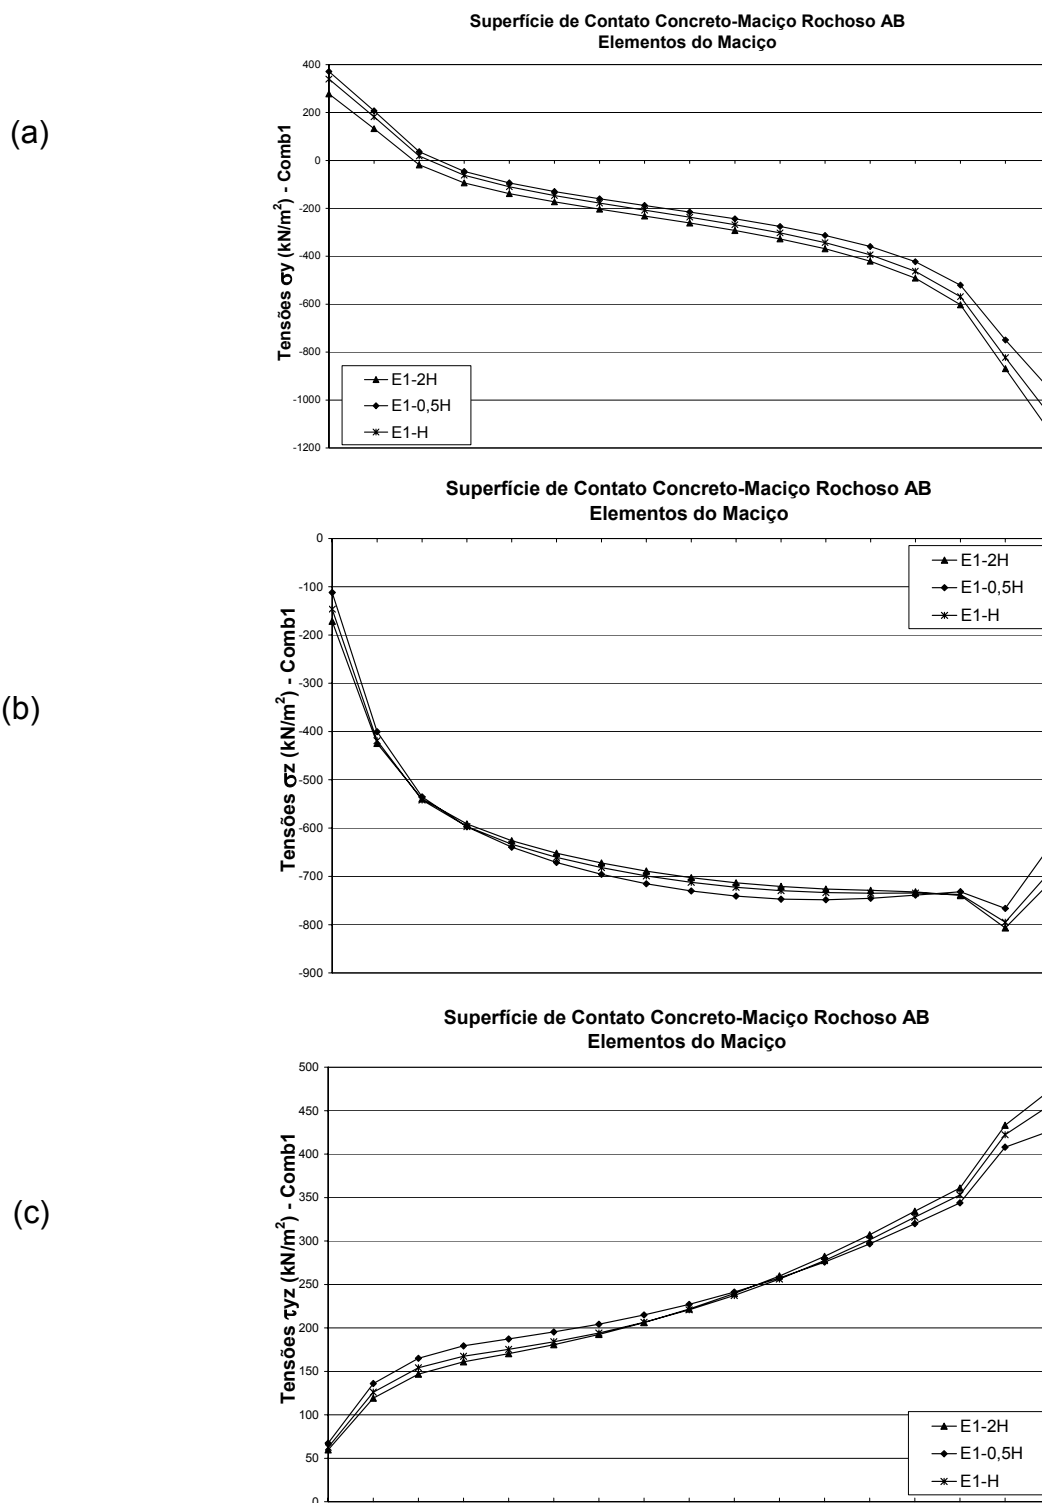 Superfície de Contato Concreto-Maciço Rochoso AB
Elementos do Maciço
(a)
Tensões σy (kN/m²) - Comb1
400
200
0
-200
-400
-600
-800
-1000
-1200
E1-2H
E1-0,5H
E1-H
Superfície de Contato Concreto-Maciço Rochoso AB
Elementos do Maciço
(b)
Tensões σz (kN/m²) - Comb1
0
-100
-200
-300
-400
-500
-600
-700
-800
-900
E1-2H
E1-0,5H
E1-H
Superfície de Contato Concreto-Maciço Rochoso AB
Elementos do Maciço
(c)
Tensões τyz (kN/m²) - Comb1
500
450
400
350
300
250
200
150
100
50
0
E1-2H
E1-0,5H
E1-H